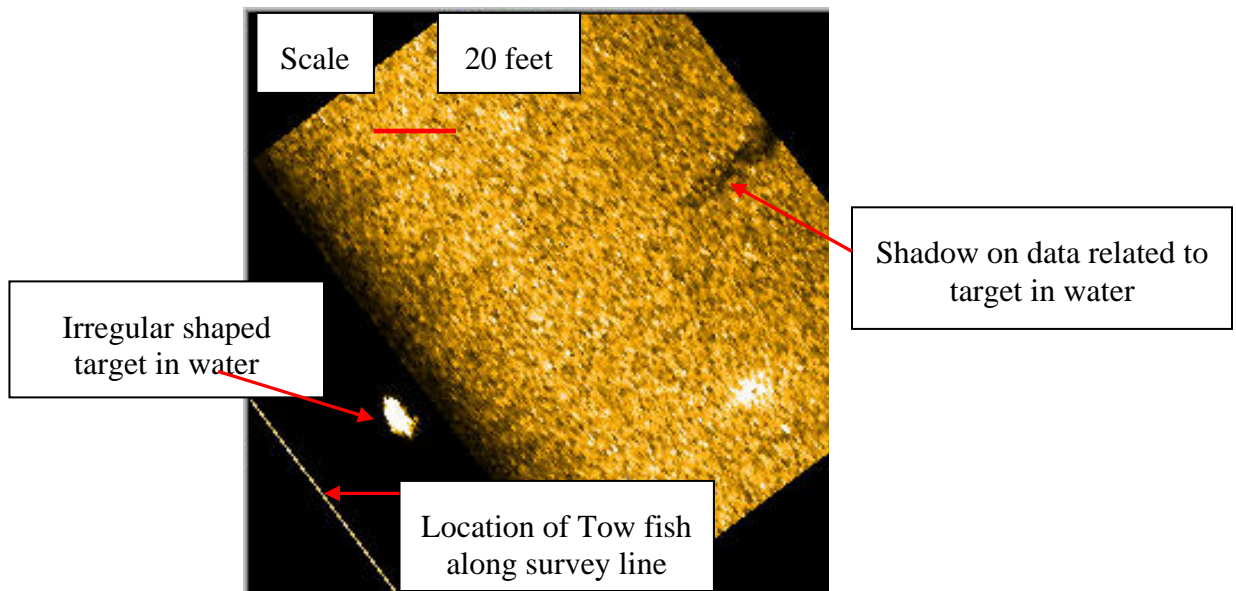 Scale
20 feet
Shadow on data related to
target in water
Irregular shaped
target in water
Location of Tow fish
along survey line